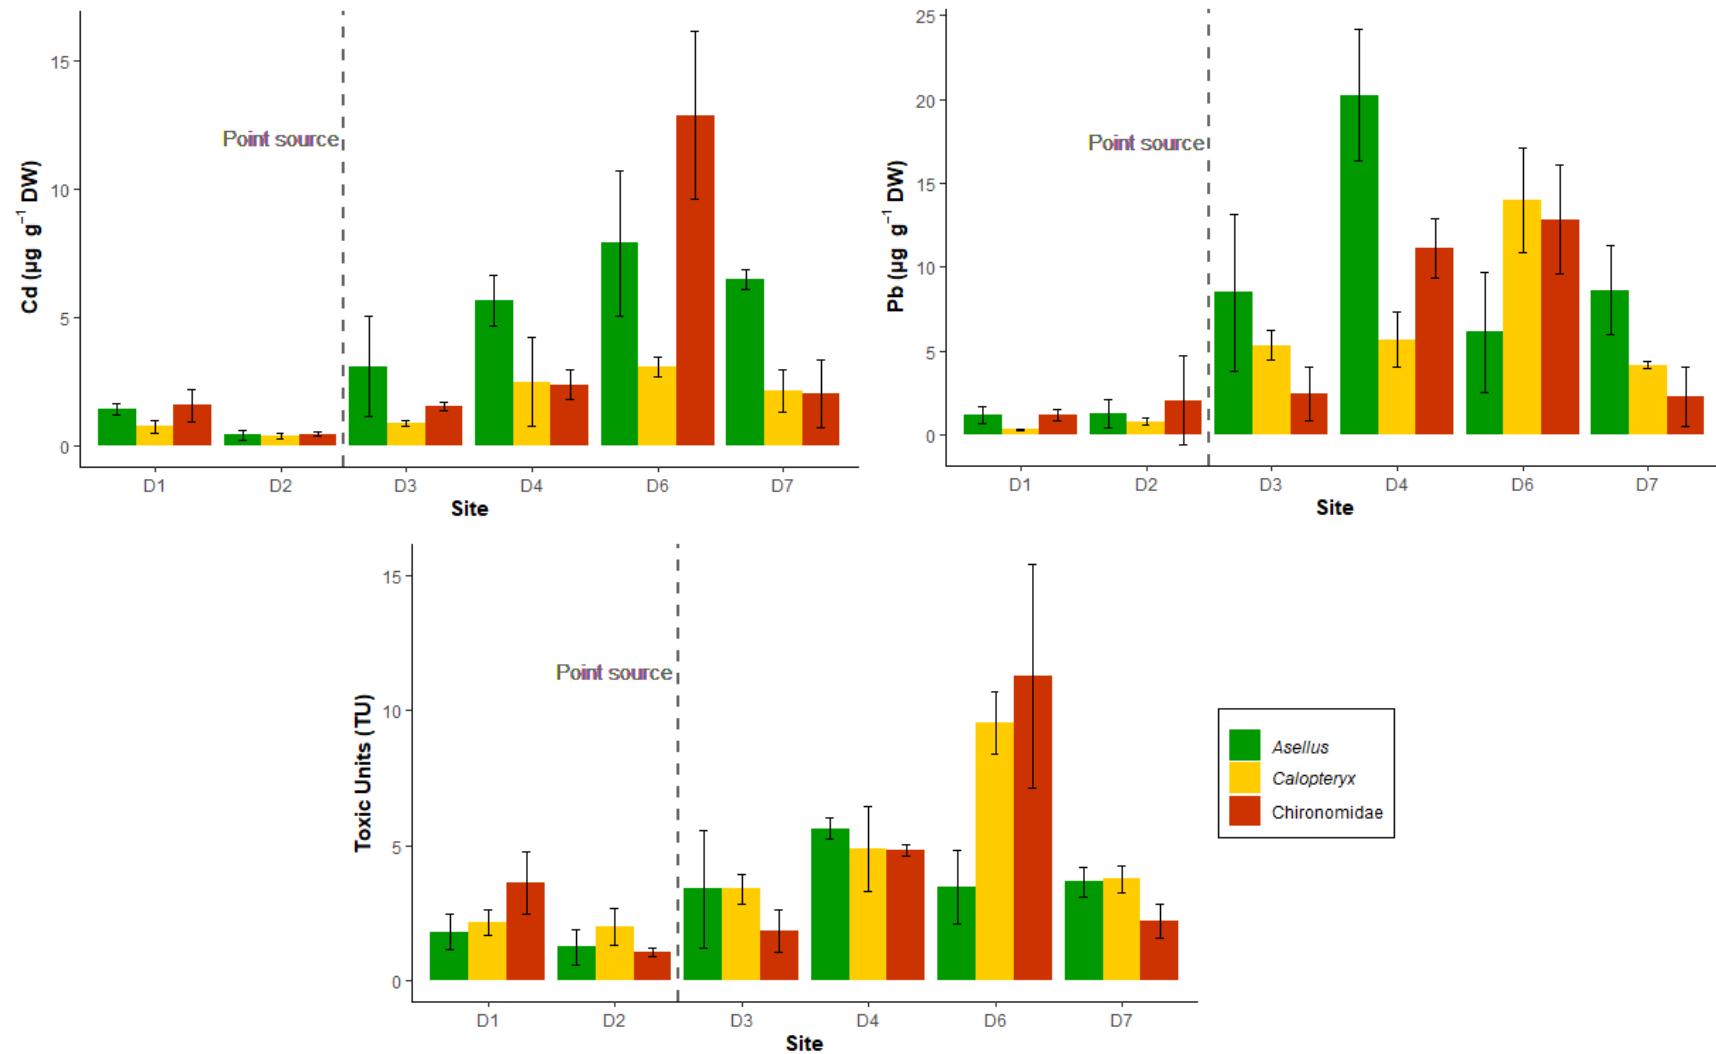 15
10
5
0
Cd (µg g⁻¹ DW)
Point source
D1 D2 D3 D4 D6 D7
Site
25
20
15
10
5
0
Pb (µg g⁻¹ DW)
Point source
D1 D2 D3 D4 D6 D7
Site
15
10
5
0
Toxic Units (TU)
Point source
D1 D2 D3 D4 D6 D7
Site
Asellus
Calopteryx
Chironomidae